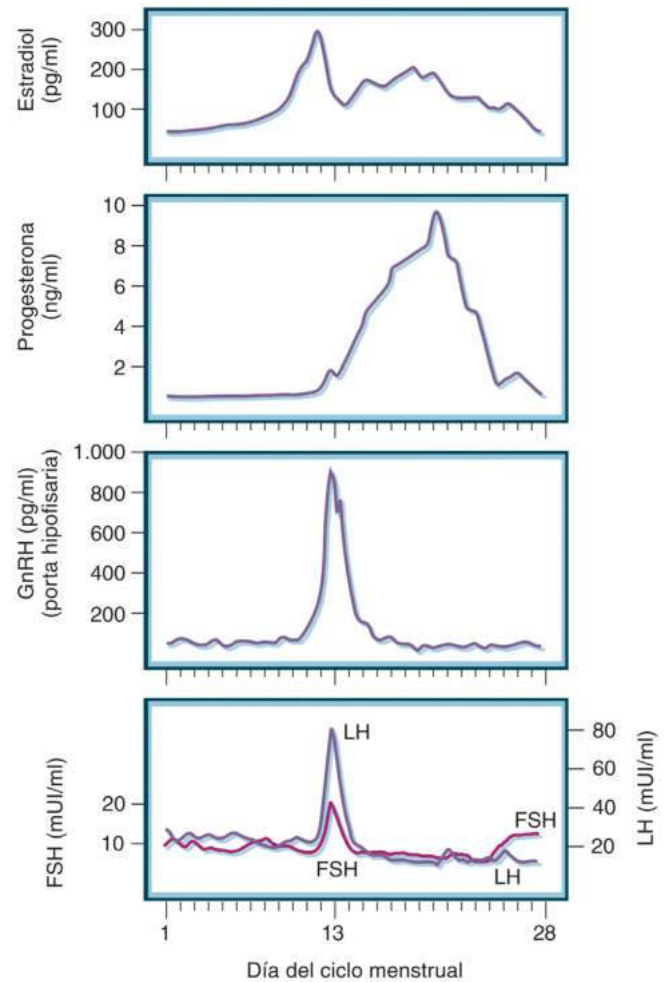 Estradiol
(pg/ml)
300
200
100
Progesterona
(ng/ml)
10
8
6
4
2
GnRH (pg/ml)
(porta hipofisaria)
1.000
800
600
400
200
FSH (mUI/ml)
20
10
LH
FSH
FSH
LH
80
60
40
20
LH (mUI/ml)
1
13
28
Día del ciclo menstrual